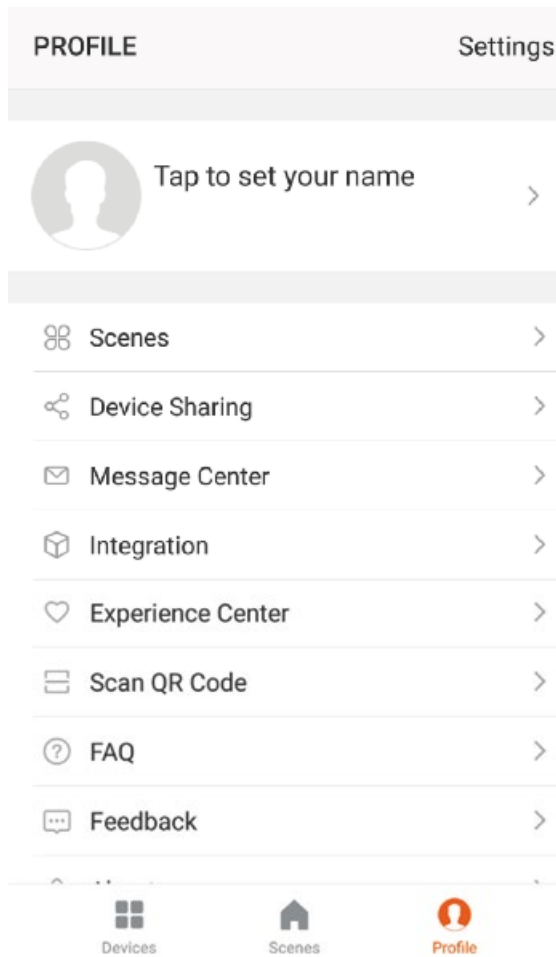 PROFILE Settings
Tap to set your name
Scenes
Device Sharing
Message Center
Integration
Experience Center
Scan QR Code
FAQ
Feedback
Devices Scenes Profile